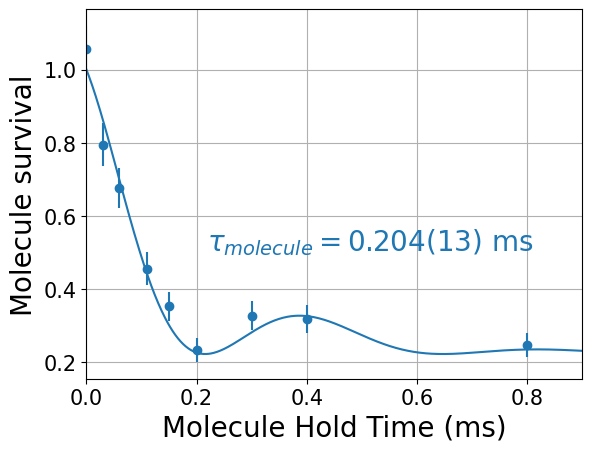 1.0
0.8
0.6
0.4
0.2
Molecule survival
τ_molecule = 0.204(13) ms
0.0 0.2 0.4 0.6 0.8
Molecule Hold Time (ms)